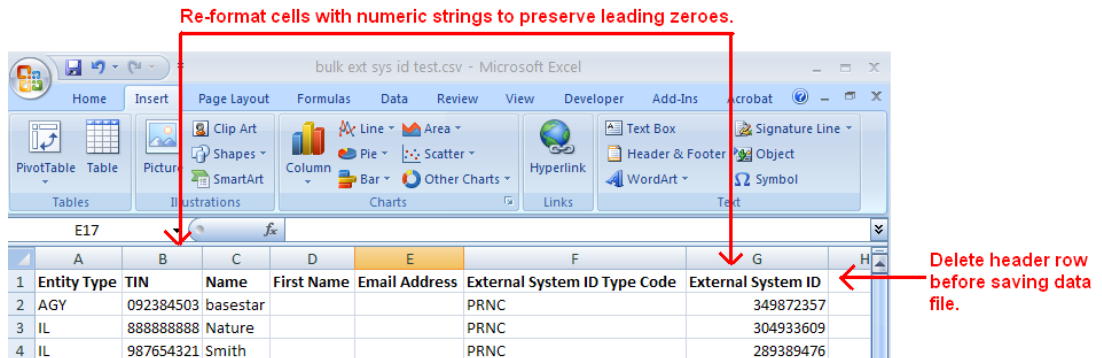 Re-format cells with numeric strings to preserve leading zeroes.
bulk ext sys id test.csv - Microsoft Excel
Home Insert Page Layout Formulas Data Review View Developer Add-Ins Acrobat
Clip Art Line Area Text Box Signature Line
Shapes Pie Scatter Header & Footer Object
PivotTable Table Picture SmartArt Column Bar Other Charts Hyperlink WordArt Symbol
Tables Illustrations Charts Links Text
E17 fx
A B C D E F G H
1 Entity Type TIN Name First Name Email Address External System ID Type Code External System ID
2 AGY 092384503 basestar PRNC 349872357
3 IL 888888888 Nature PRNC 304933609
4 IL 987654321 Smith PRNC 289389476
Delete header row
before saving data
file.